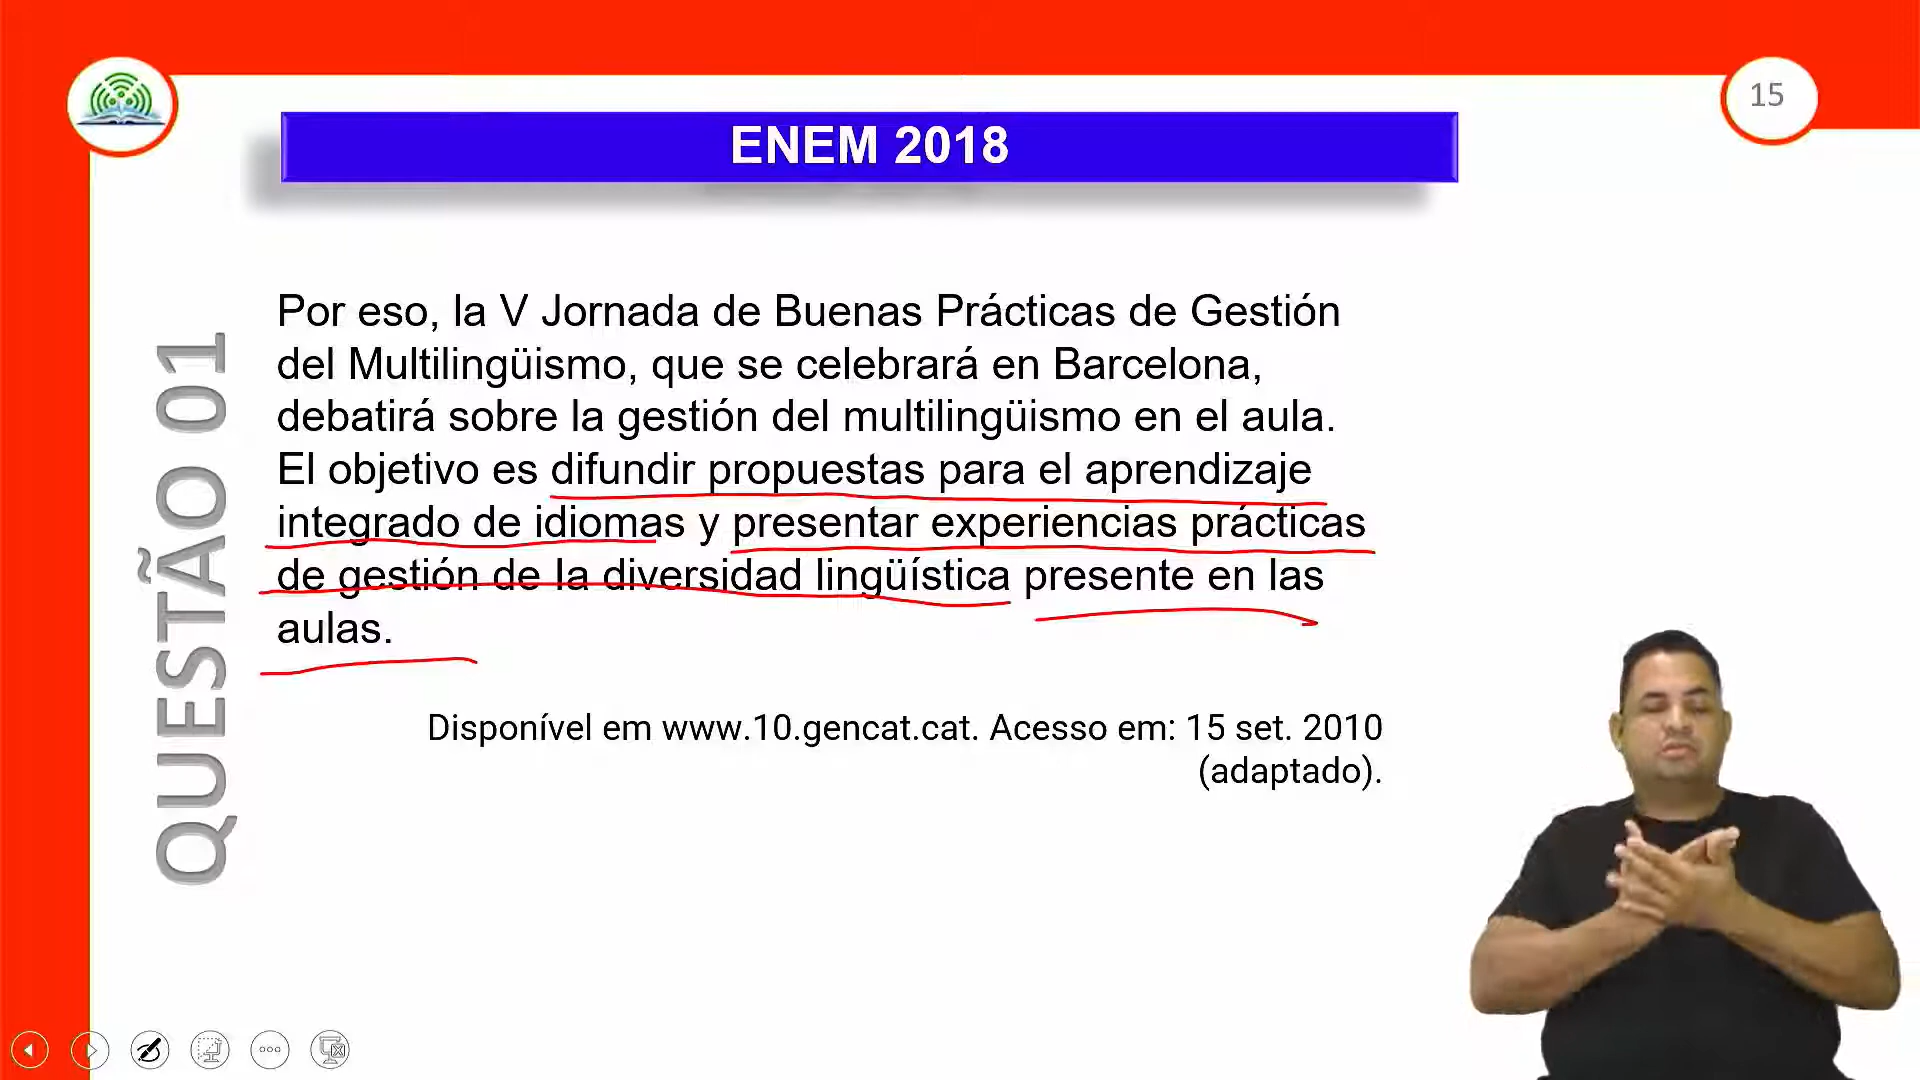 15
ENEM 2018
QUESTÃO 01
Por eso, la V Jornada de Buenas Prácticas de Gestión
del Multilingüismo, que se celebrará en Barcelona,
debatirá sobre la gestión del multilingüismo en el aula.
El objetivo es difundir propuestas para el aprendizaje
integrado de idiomas y presentar experiencias prácticas
de gestión de la diversidad lingüística presente en las
aulas.
Disponível em www.10.gencat.cat. Acesso em: 15 set. 2010
(adaptado).